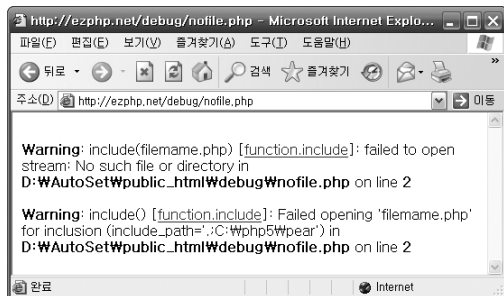 http://ezphp.net/debug/nofile.php - Microsoft Internet Explo...
파일(F) 편집(E) 보기(V) 즐겨찾기(A) 도구(T) 도움말(H)
뒤로 검색 즐겨찾기 »
주소(D) http://ezphp.net/debug/nofile.php 이동
Warning: include(filename.php) [function.include]: failed to open
stream: No such file or directory in
D:₩AutoSet₩public_html₩debug₩nofile.php on line 2
Warning: include() [function.include]: Failed opening 'filename.php'
for inclusion (include_path='.;C:₩php5₩pear') in
D:₩AutoSet₩public_html₩debug₩nofile.php on line 2
완료 Internet